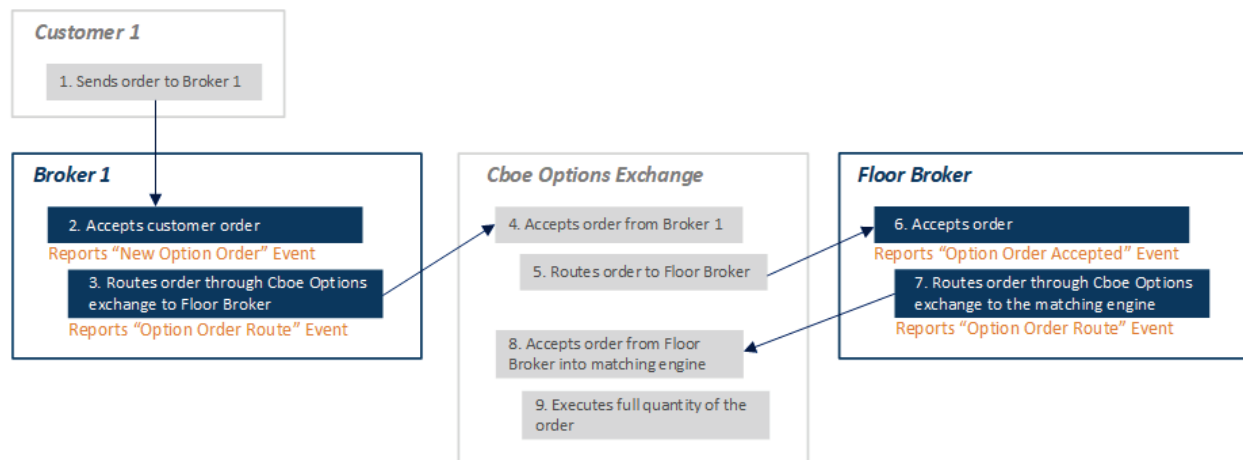 Customer 1
1. Sends order to Broker 1
Broker 1
2. Accepts customer order
Reports “New Option Order” Event
3. Routes order through Cboe Options
exchange to Floor Broker
Reports “Option Order Route” Event
Cboe Options Exchange
4. Accepts order from Broker 1
5. Routes order to Floor Broker
8. Accepts order from Floor
Broker into matching engine
9. Executes full quantity of the
order
Floor Broker
6. Accepts order
Reports “Option Order Accepted” Event
7. Routes order through Cboe Options
exchange to the matching engine
Reports “Option Order Route” Event